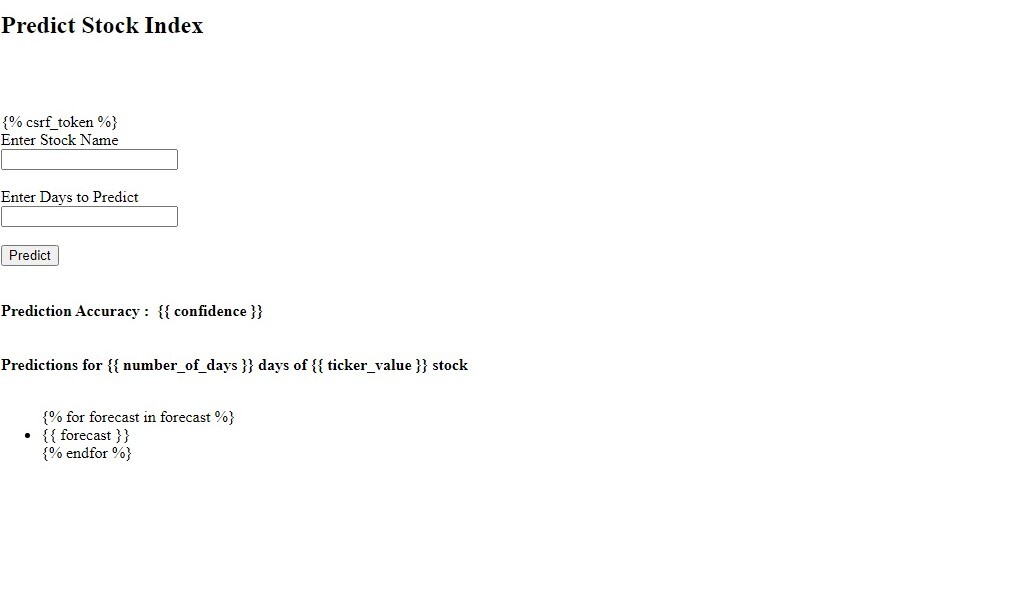 Predict Stock Index
{% csrf_token %}
Enter Stock Name
Enter Days to Predict
Predict
Prediction Accuracy : {{ confidence }}
Predictions for {{ number_of_days }} days of {{ ticker_value }} stock
{% for forecast in forecast %}
• {{ forecast }}
{% endfor %}